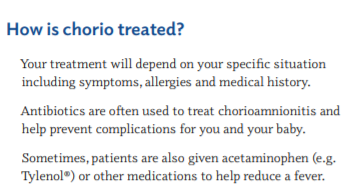 How is chorio treated?
Your treatment will depend on your specific situation
including symptoms, allergies and medical history.
Antibiotics are often used to treat chorioamnionitis and
help prevent complications for you and your baby.
Sometimes, patients are also given acetaminophen (e.g.
Tylenol®) or other medications to help reduce a fever.